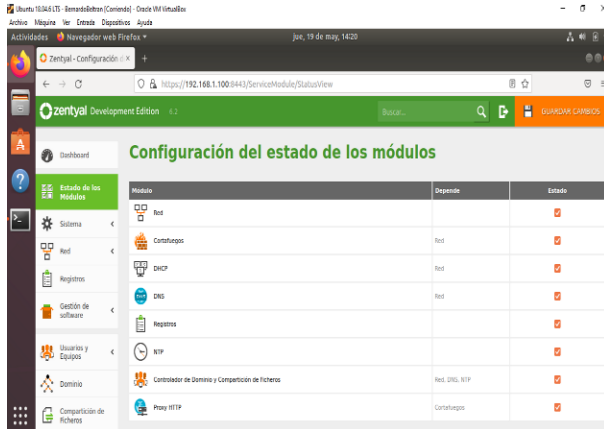 Ubuntu 18.04.6 LTS - BernardoBeltran [Corriendo] - Oracle VM VirtualBox
Archivo Máquina Ver Entrada Dispositivos Ayuda
Actividades Navegador web Firefox jue, 19 de may, 14:20
Zentyal - Configuración d
https://192.168.1.100:8443/ServiceModule/StatusView
zentyal Development Edition 6.2 Buscar... GUARDAR CAMBIOS
Dashboard
Configuración del estado de los módulos
Estado de los Módulos
Módulo Depende Estado
Red
Sistema
Cortafuegos Red
Red
DHCP Red
Registros
DNS Red
Gestión de software
Registros
Usuarios y Equipos
NTP
Dominio
Controlador de Dominio y Compartición de Ficheros Red, DNS, NTP
Compartición de Ficheros
Proxy HTTP Cortafuegos